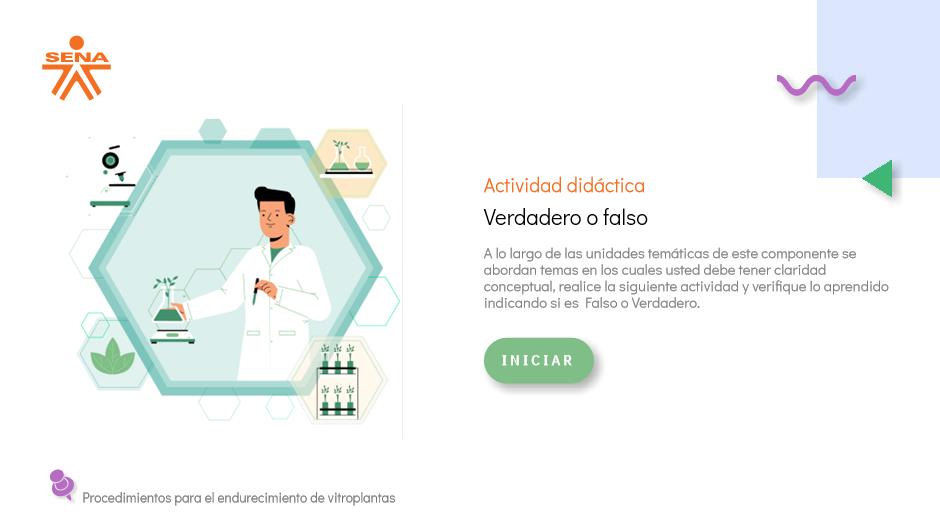 SENA
Actividad didáctica
Verdadero o falso
A lo largo de las unidades temáticas de este componente se
abordan temas en los cuales usted debe tener claridad
conceptual, realice la siguiente actividad y verifique lo aprendido
indicando si es  Falso o Verdadero.
INICIAR
Procedimientos para el endurecimiento de vitroplantas